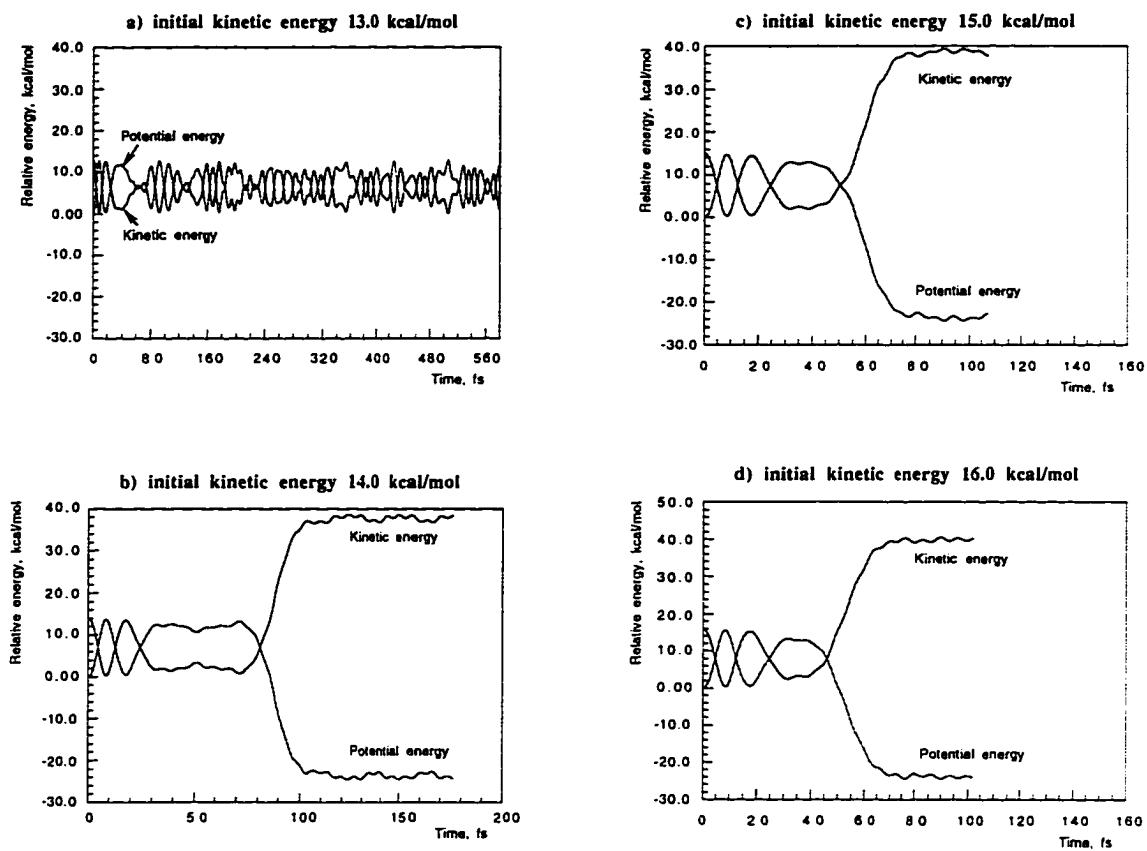 a) initial kinetic energy 13.0 kcal/mol
Relative energy, kcal/mol
40.0
30.0
20.0
10.0
0.00
-10.0
-20.0
-30.0
Potential energy
Kinetic energy
0 80 160 240 320 400 480 560
Time, fs
c) initial kinetic energy 15.0 kcal/mol
Relative energy, kcal/mol
40.0
30.0
20.0
10.0
0.00
-10.0
-20.0
-30.0
Kinetic energy
Potential energy
0 20 40 60 80 100 120 140 160
Time, fs
b) initial kinetic energy 14.0 kcal/mol
Relative energy, kcal/mol
40.0
30.0
20.0
10.0
0.00
-10.0
-20.0
-30.0
Kinetic energy
Potential energy
0 50 100 150 200
Time, fs
d) initial kinetic energy 16.0 kcal/mol
Relative energy, kcal/mol
50.0
40.0
30.0
20.0
10.0
0.00
-10.0
-20.0
-30.0
Kinetic energy
Potential energy
0 20 40 60 80 100 120 140 160
Time, fs